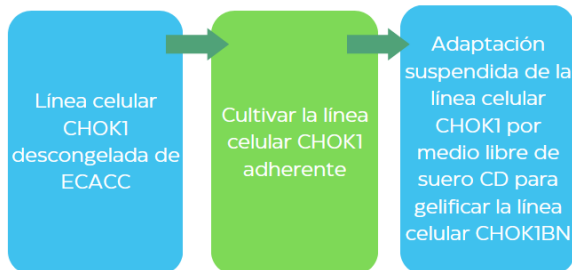 Línea celular
CHOK1
descongelada de
ECACC
Cultivar la línea
celular CHOK1
adherente
Adaptación
suspendida de la
línea celular
CHOK1 por
medio libre de
suero CD para
gelificar la línea
celular CHOK1BN